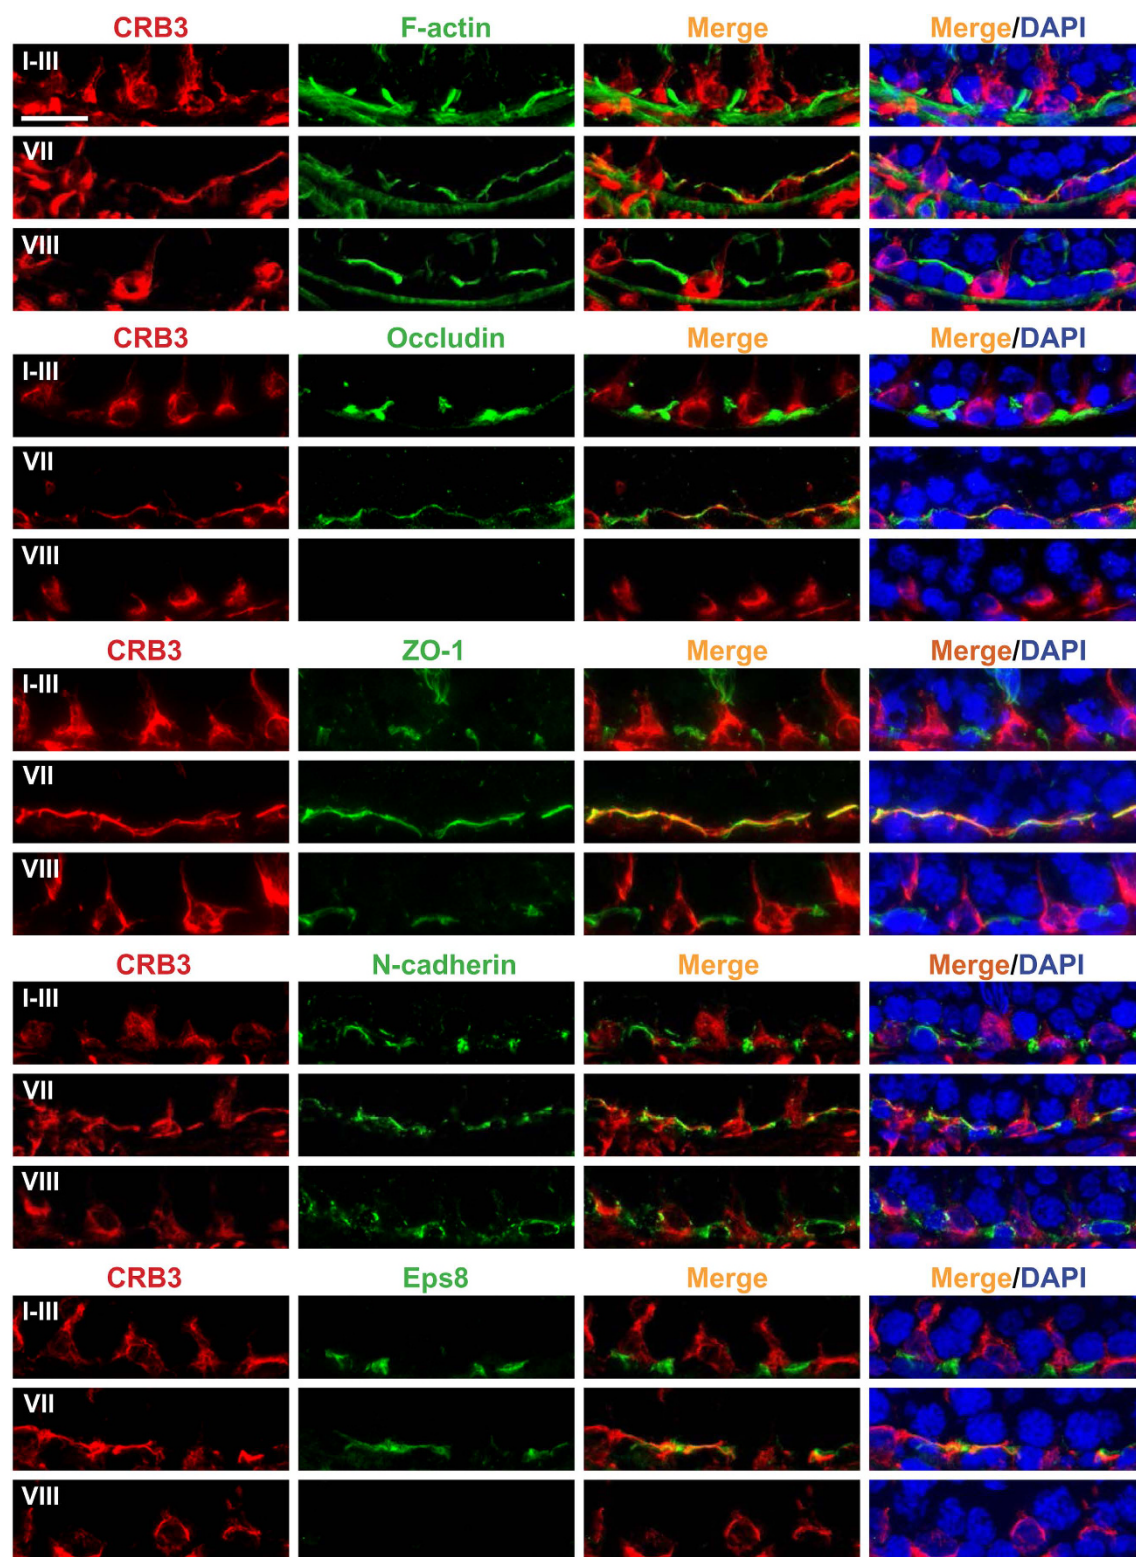 CRB3 F-actin Merge Merge/DAPI
I-III
VII
VIII
CRB3 Occludin Merge Merge/DAPI
I-III
VII
VIII
CRB3 ZO-1 Merge Merge/DAPI
I-III
VII
VIII
CRB3 N-cadherin Merge Merge/DAPI
I-III
VII
VIII
CRB3 Eps8 Merge Merge/DAPI
I-III
VII
VIII